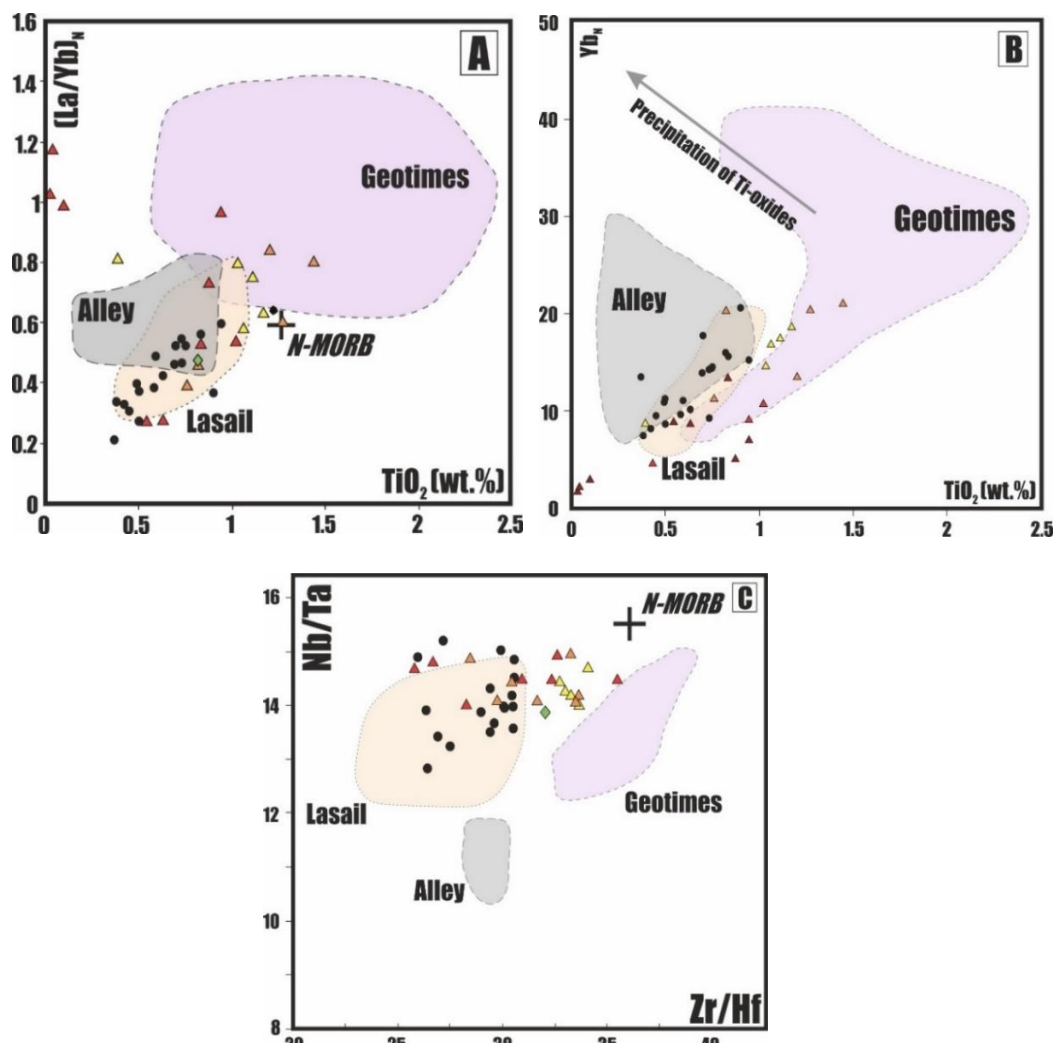 1.6
A
(La/Yb)N
1.4
1.2
Geotimes
1
0.8
Alley
0.6
N-MORB
0.4
Lasail
0.2
TiO2 (wt.%)
0
0 0.5 1 1.5 2 2.5
50
YbN
B
40
Precipitation of Ti-oxides
30
Alley
Geotimes
20
10
Lasail
TiO2 (wt.%)
0
0 0.5 1 1.5 2 2.5
16
Nb/Ta
N-MORB
C
14
Lasail
Geotimes
12
Alley
10
Zr/Hf
8